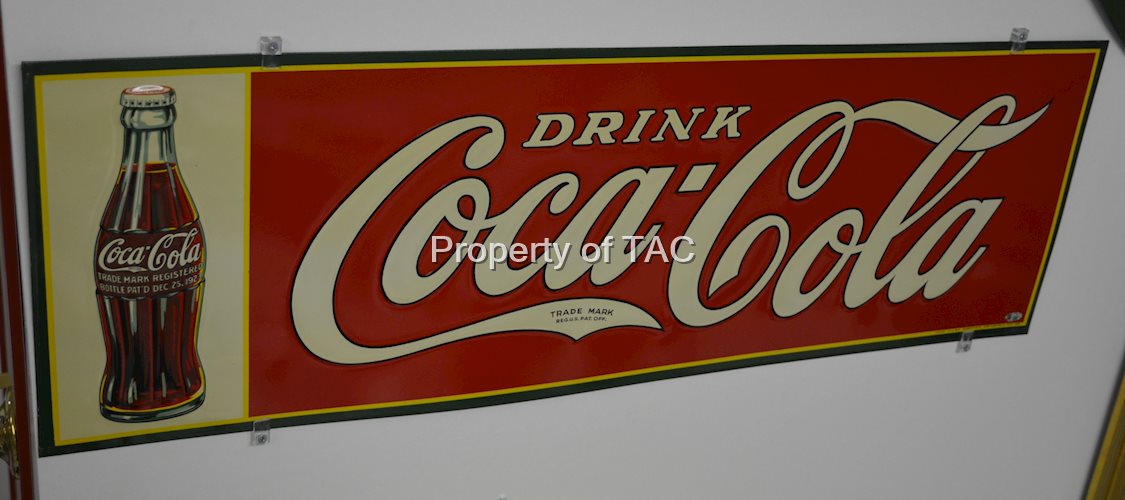 DRINK
Coca-Cola
TRADE MARK
REG. U.S. PAT. OFF.
Coca-Cola
TRADE MARK REGISTERED
BOTTLE PAT'D DEC. 25, 192
Property of TAC